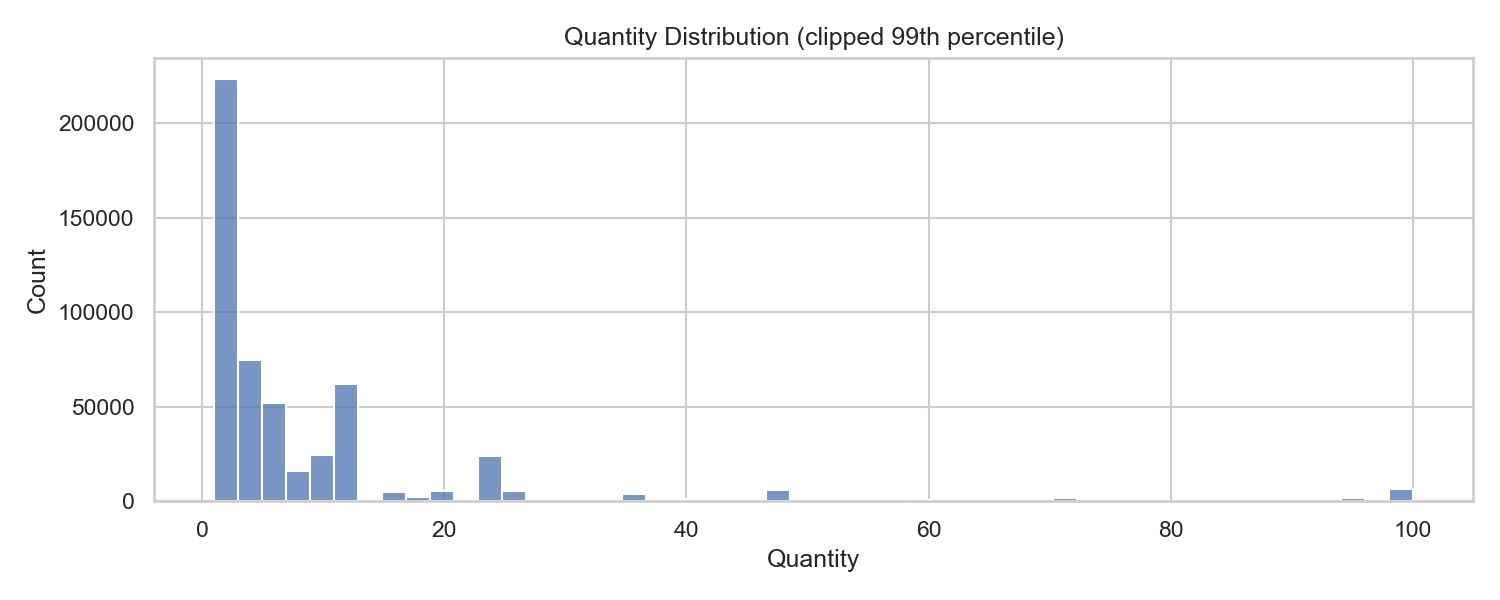 Quantity Distribution (clipped 99th percentile)
200000
150000
100000
50000
0
Count
0 20 40 60 80 100
Quantity